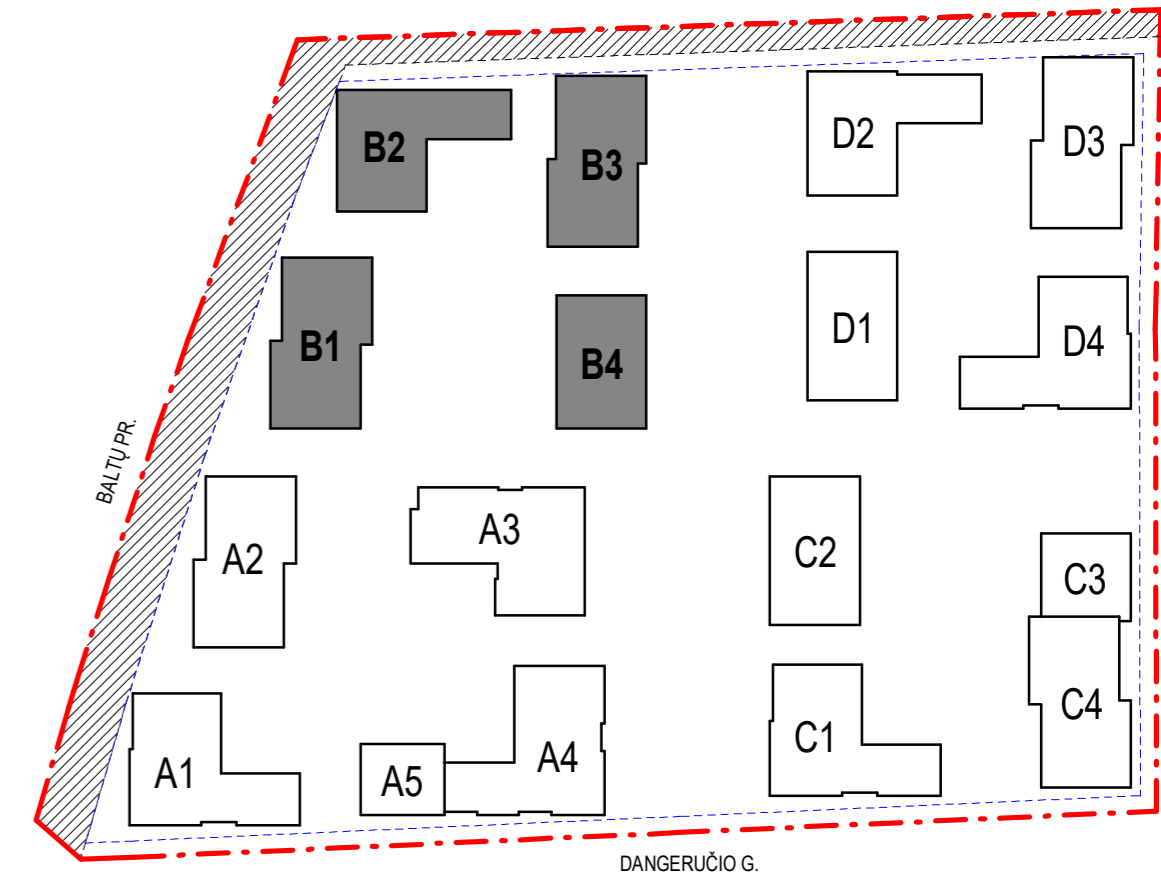 B2
B3
D2
D3
B1
B4
D1
D4
BALTŲ PR.
A2
A3
C2
C3
A1
A5
A4
C1
C4
DANGERUČIO G.